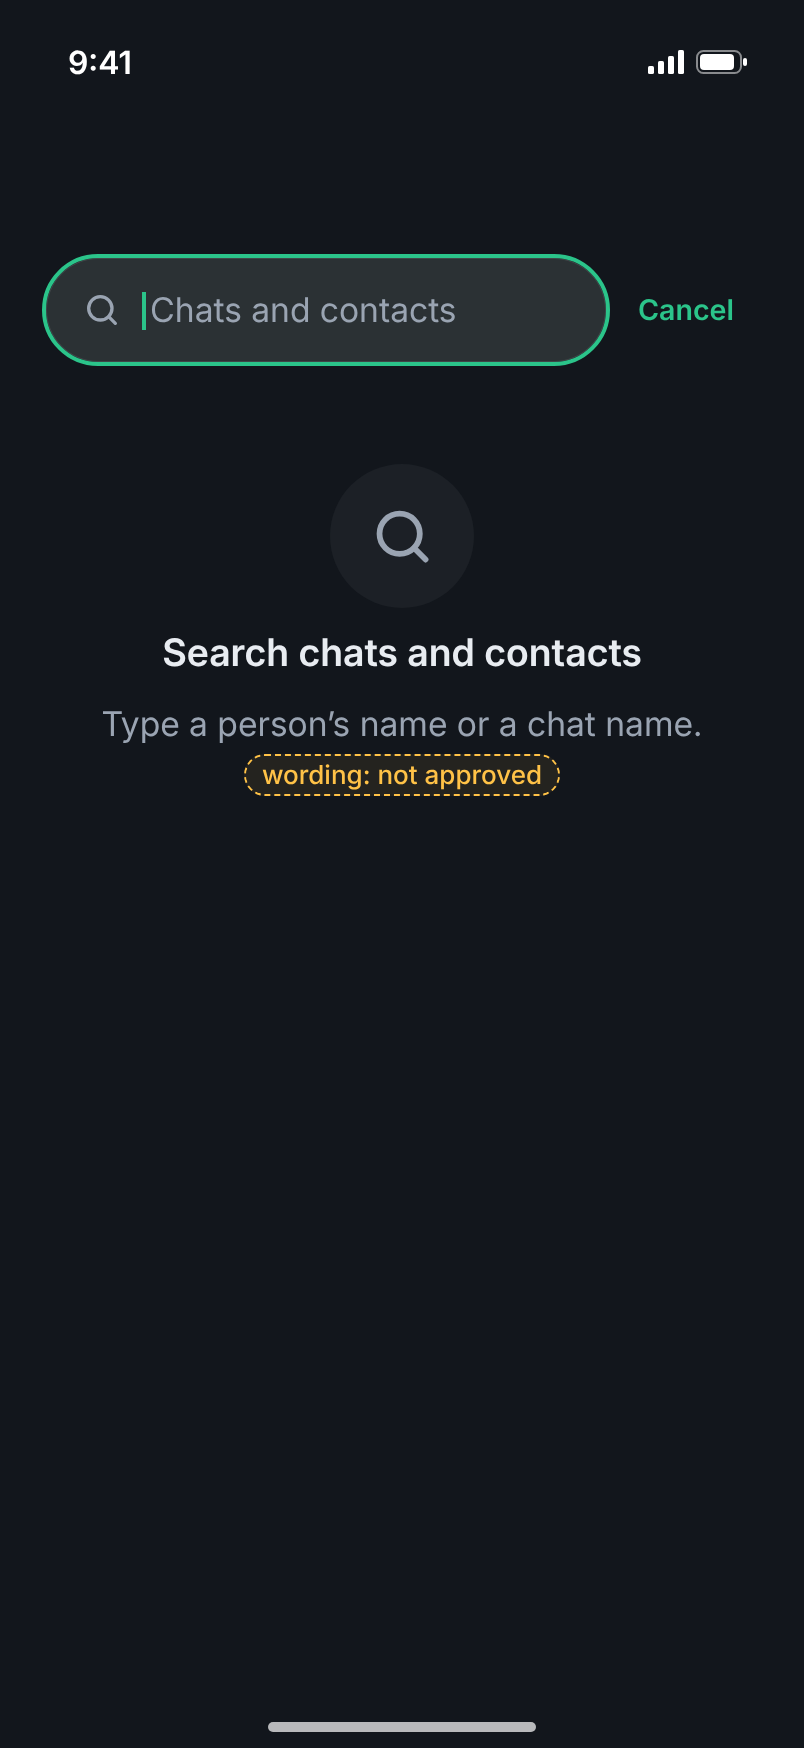 9:41
Chats and contacts
Cancel
Search chats and contacts
Type a person’s name or a chat name.
wording: not approved